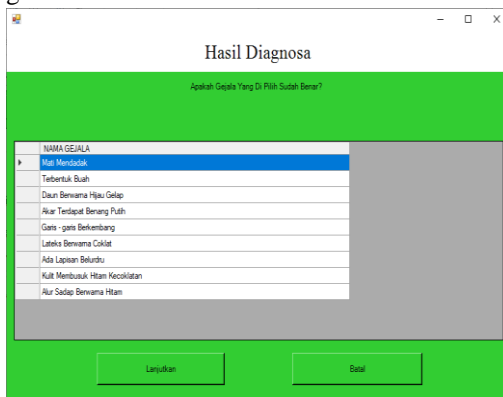 Hasil Diagnosa
Apakah Gejala Yang Di Pilih Sudah Benar?
NAMA GEJALA
Mati Mendadak
Terbentuk Buah
Daun Berwarna Hijau Gelap
Akar Terdapat Benang Putih
Garis - garis Berkembang
Lateks Berwarna Coklat
Ada Lapisan Beludru
Kulit Membusuk Hitam Kecoklatan
Alur Sadap Berwarna Hitam
Lanjutkan
Batal